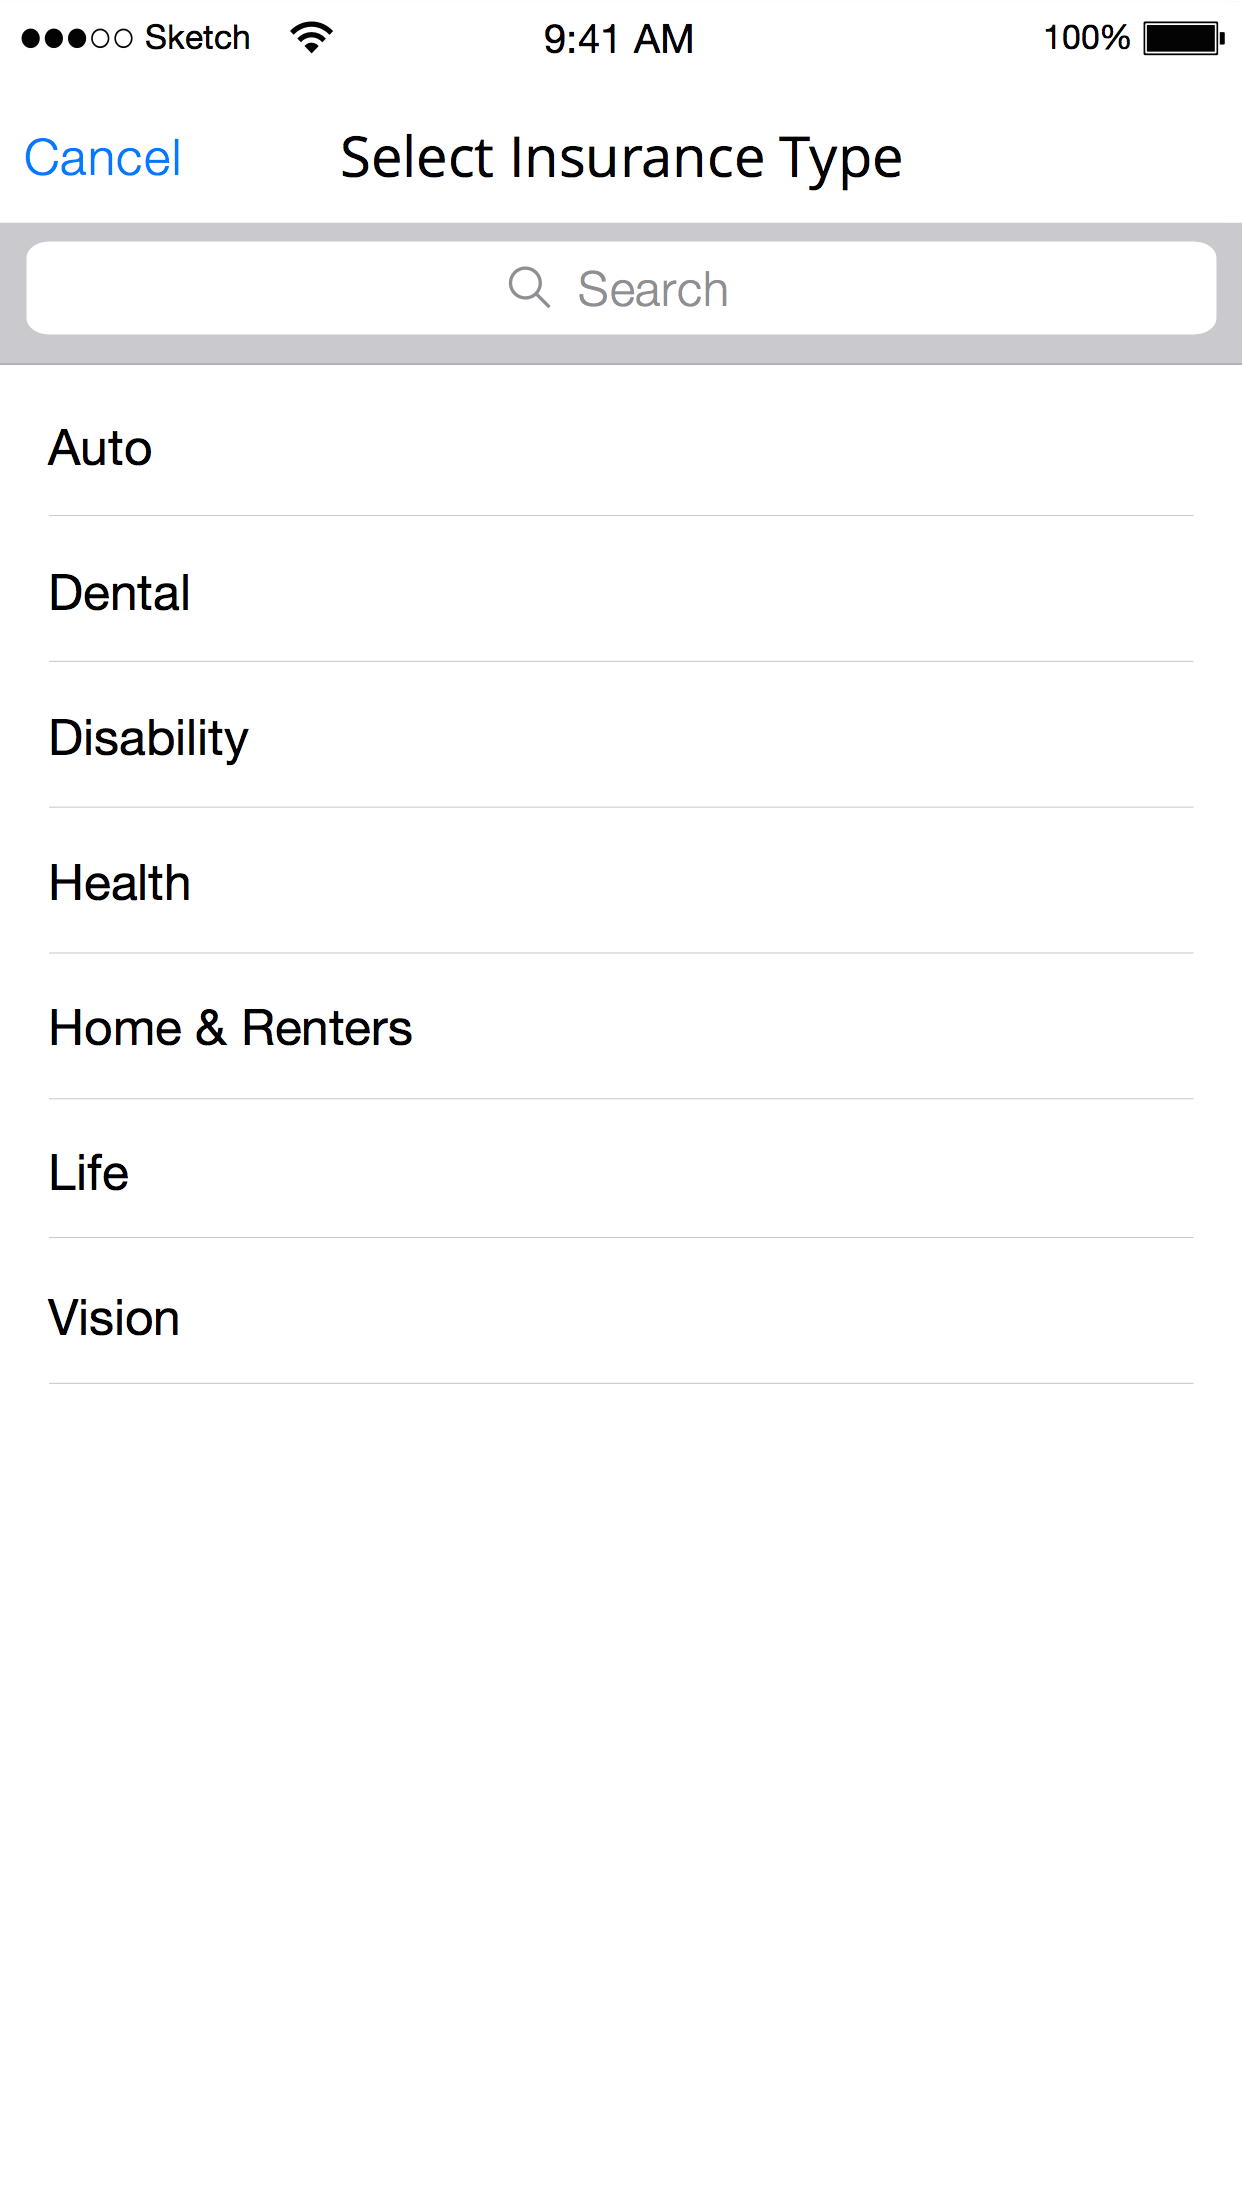 Sketch 9:41 AM 100%
Cancel Select Insurance Type
Search
Auto
Dental
Disability
Health
Home & Renters
Life
Vision